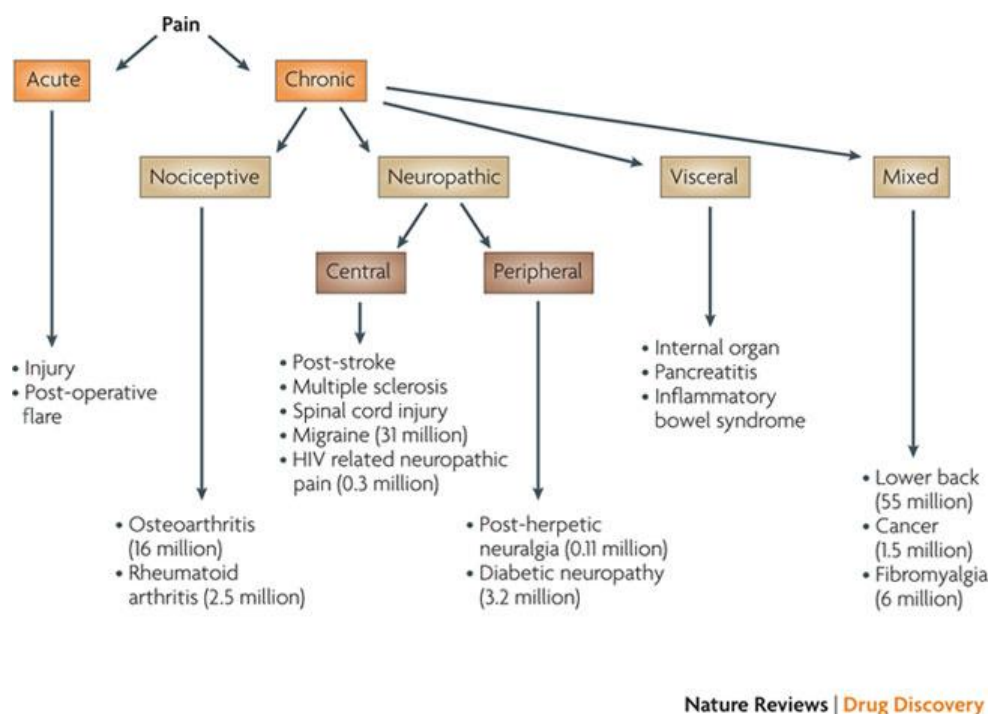 Pain
Acute
Chronic
Nociceptive
Neuropathic
Visceral
Mixed
Central
Peripheral
• Injury
• Post-operative
flare
• Post-stroke
• Multiple sclerosis
• Spinal cord injury
• Migraine (31 million)
• HIV related neuropathic
pain (0.3 million)
• Internal organ
• Pancreatitis
• Inflammatory
bowel syndrome
• Osteoarthritis
(16 million)
• Rheumatoid
arthritis (2.5 million)
• Post-herpetic
neuralgia (0.11 million)
• Diabetic neuropathy
(3.2 million)
• Lower back
(55 million)
• Cancer
(1.5 million)
• Fibromyalgia
(6 million)
Nature Reviews | Drug Discovery